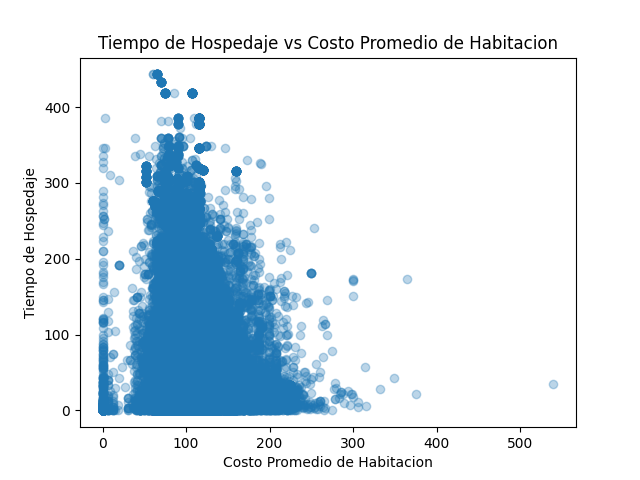 Tiempo de Hospedaje vs Costo Promedio de Habitacion
400
300
200
100
0
Tiempo de Hospedaje
0 100 200 300 400 500
Costo Promedio de Habitacion